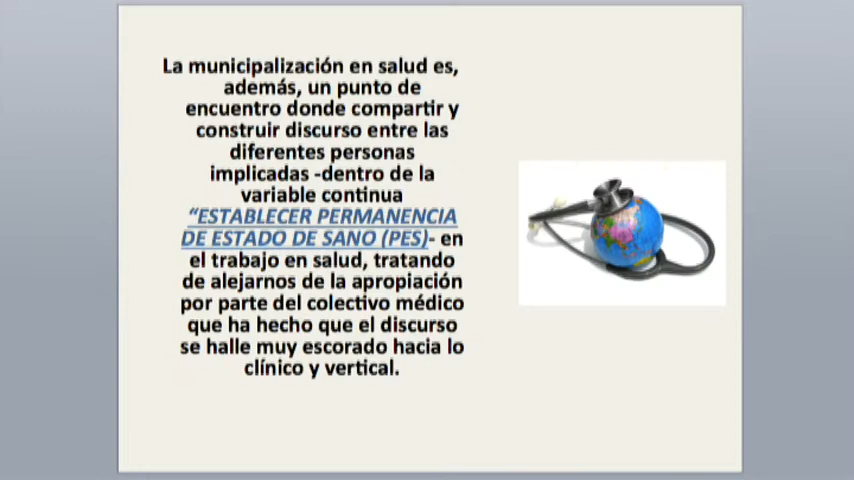 La municipalización en salud es,
además, un punto de
encuentro donde compartir y
construir discurso entre las
diferentes personas
implicadas -dentro de la
variable continua
“ESTABLECER PERMANENCIA
DE ESTADO DE SANO (PES)- en
el trabajo en salud, tratando
de alejarnos de la apropiación
por parte del colectivo médico
que ha hecho que el discurso
se halle muy escorado hacia lo
clínico y vertical.